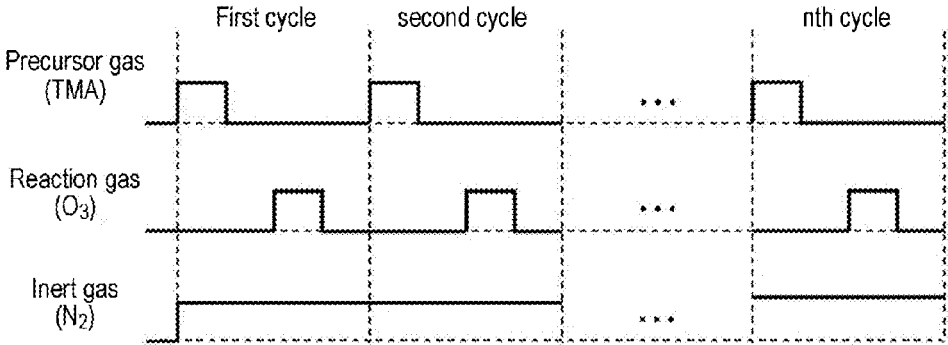 First cycle
second cycle
nth cycle
Precursor gas
(TMA)
Reaction gas
(O₃)
Inert gas
(N₂)